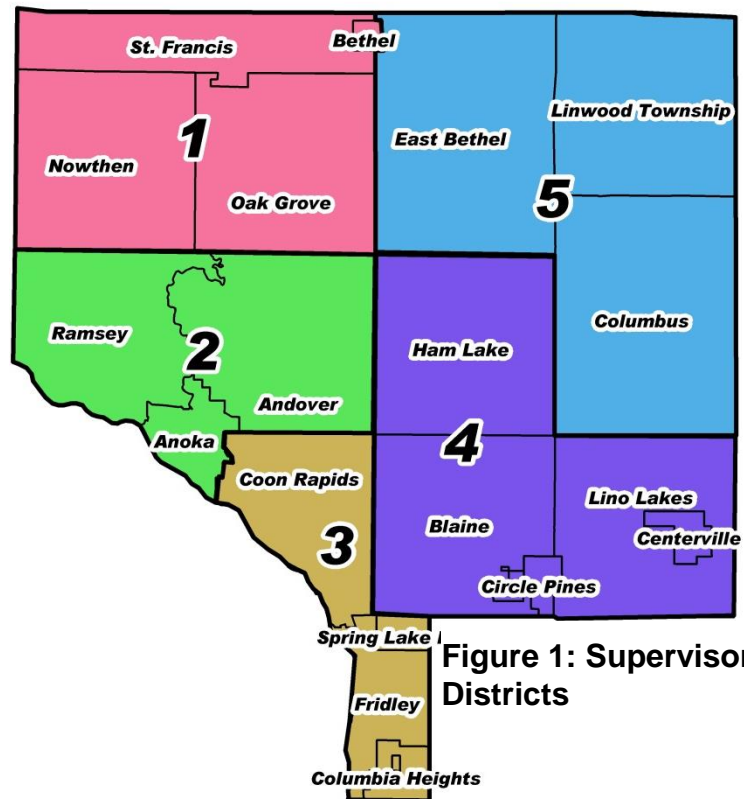 St. Francis
Bethel
Linwood Township
East Bethel
1
Nowthen
5
Oak Grove
Columbus
Ramsey
2
Ham Lake
Andover
Anoka
4
Coon Rapids
Lino Lakes
Blaine
Centerville
3
Circle Pines
Spring Lake
Figure 1: Supervisor
Districts
Fridley
Columbia Heights